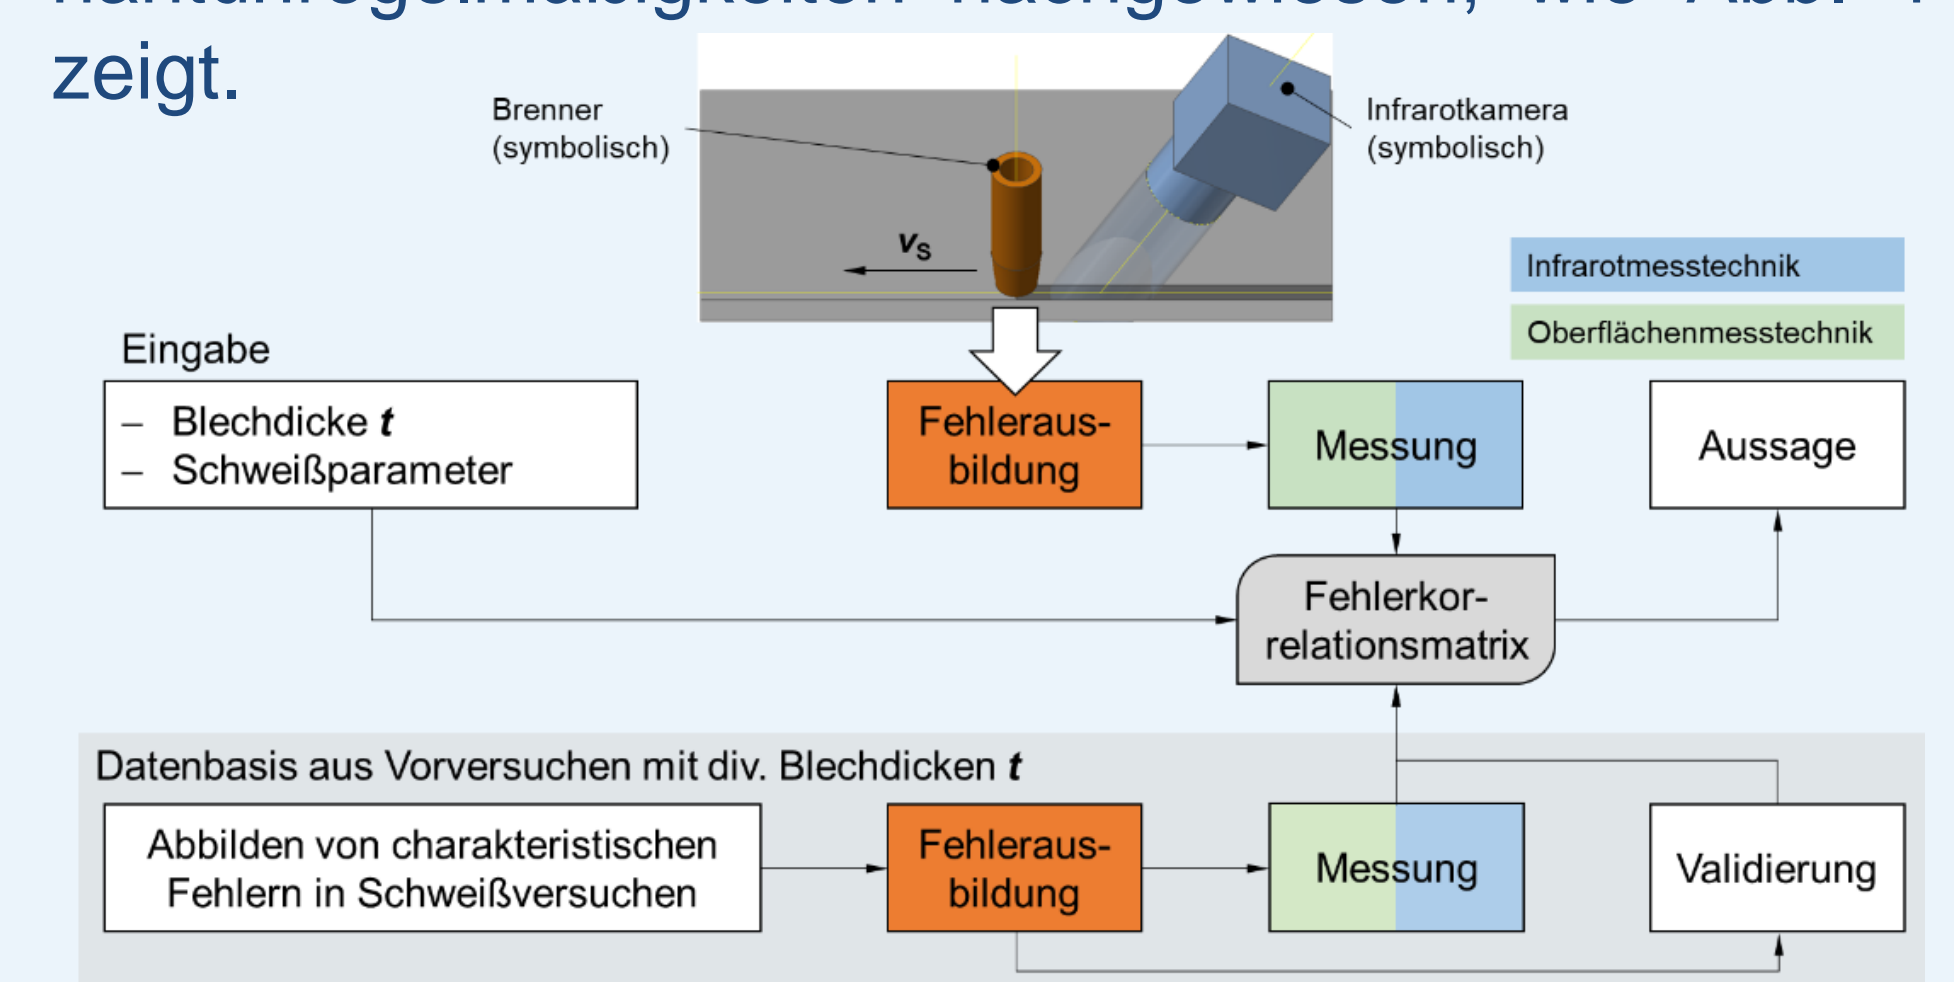 zeigt.
Brenner
(symbolisch)
Infrarotkamera
(symbolisch)
vS
Infrarotmesstechnik
Oberflächenmesstechnik
Eingabe
– Blechdicke t
– Schweißparameter
Fehleraus-
bildung
Messung
Aussage
Fehlerkor-
relationsmatrix
Datenbasis aus Vorversuchen mit div. Blechdicken t
Abbilden von charakteristischen
Fehlern in Schweißversuchen
Fehleraus-
bildung
Messung
Validierung